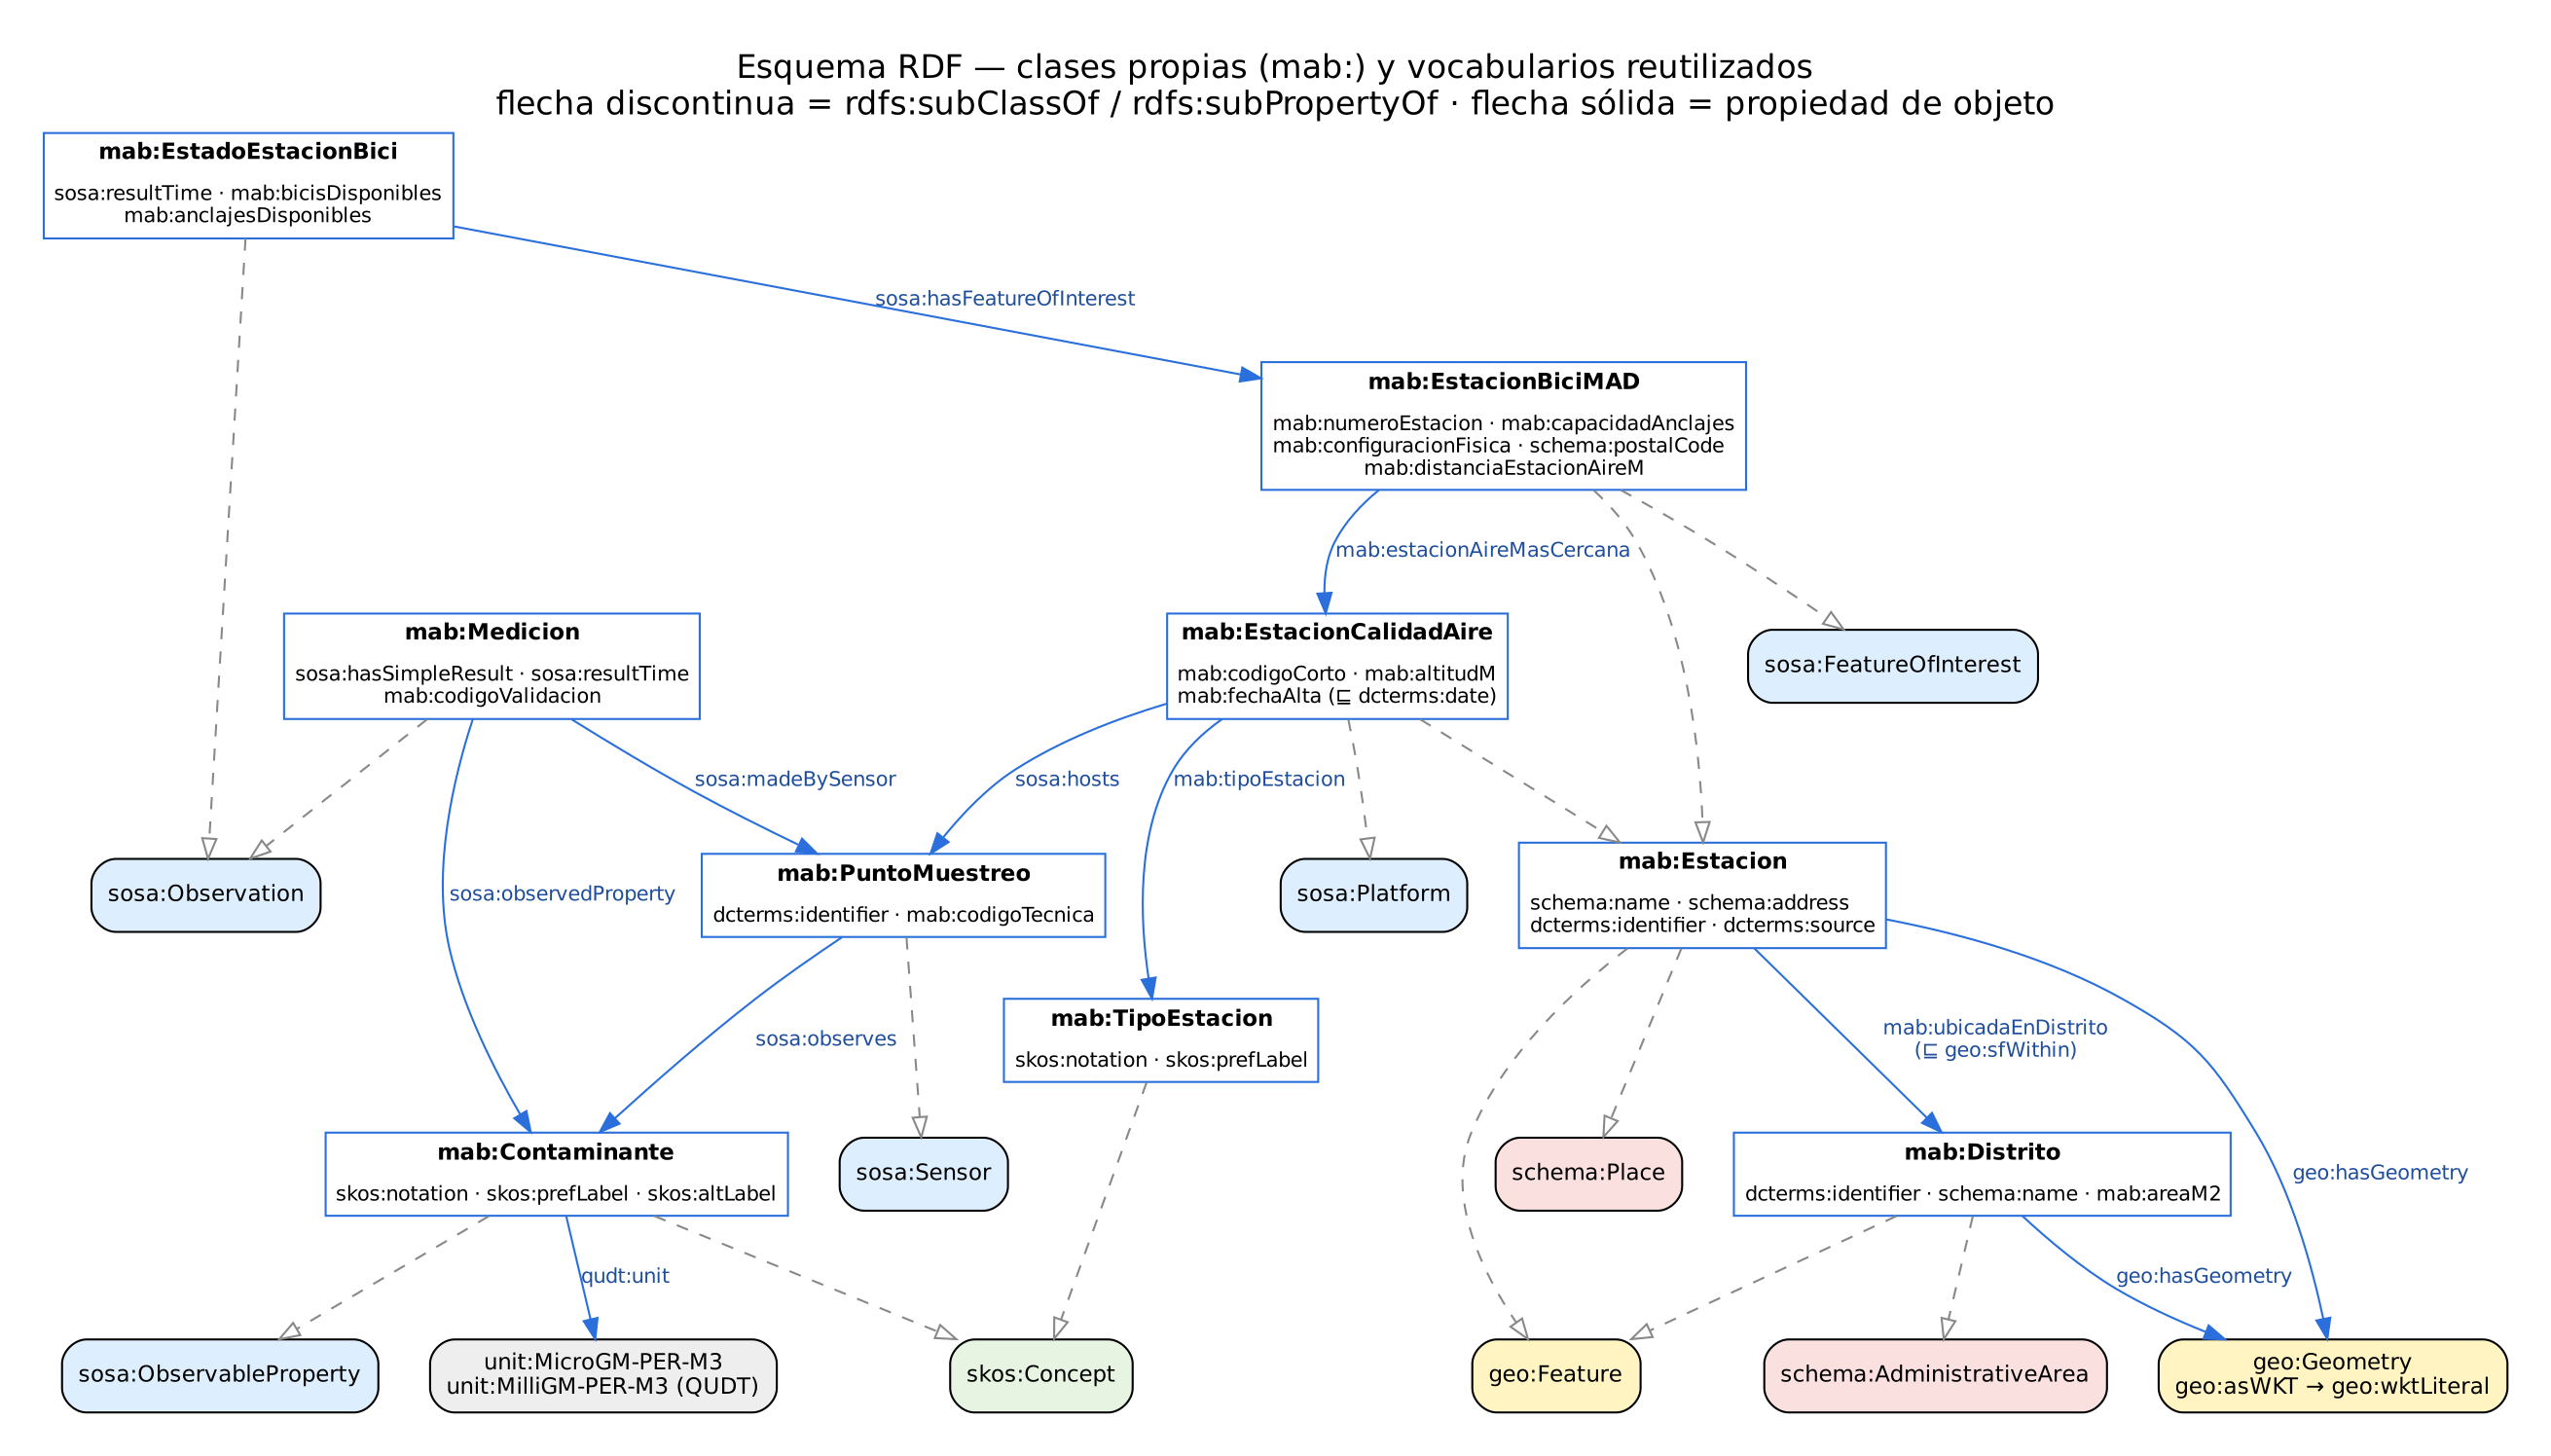 Esquema RDF — clases propias (mab:) y vocabularios reutilizados
flecha discontinua = rdfs:subClassOf / rdfs:subPropertyOf · flecha sólida = propiedad de objeto
mab:EstadoEstacionBici
sosa:resultTime · mab:bicisDisponibles
mab:anclajesDisponibles
sosa:hasFeatureOfInterest
mab:EstacionBiciMAD
mab:numeroEstacion · mab:capacidadAnclajes
mab:configuracionFisica · schema:postalCode
mab:distanciaEstacionAireM
mab:estacionAireMasCercana
mab:Medicion
sosa:hasSimpleResult · sosa:resultTime
mab:codigoValidacion
mab:EstacionCalidadAire
mab:codigoCorto · mab:altitudM
mab:fechaAlta (⊑ dcterms:date)
sosa:FeatureOfInterest
sosa:madeBySensor
sosa:hosts
mab:tipoEstacion
sosa:Observation
sosa:observedProperty
mab:PuntoMuestreo
dcterms:identifier · mab:codigoTecnica
sosa:Platform
mab:Estacion
schema:name · schema:address
dcterms:identifier · dcterms:source
sosa:observes
mab:TipoEstacion
skos:notation · skos:prefLabel
mab:ubicadaEnDistrito
(⊑ geo:sfWithin)
mab:Contaminante
skos:notation · skos:prefLabel · skos:altLabel
sosa:Sensor
schema:Place
mab:Distrito
dcterms:identifier · schema:name · mab:areaM2
geo:hasGeometry
qudt:unit
geo:hasGeometry
sosa:ObservableProperty
unit:MicroGM-PER-M3
unit:MilliGM-PER-M3 (QUDT)
skos:Concept
geo:Feature
schema:AdministrativeArea
geo:Geometry
geo:asWKT → geo:wktLiteral